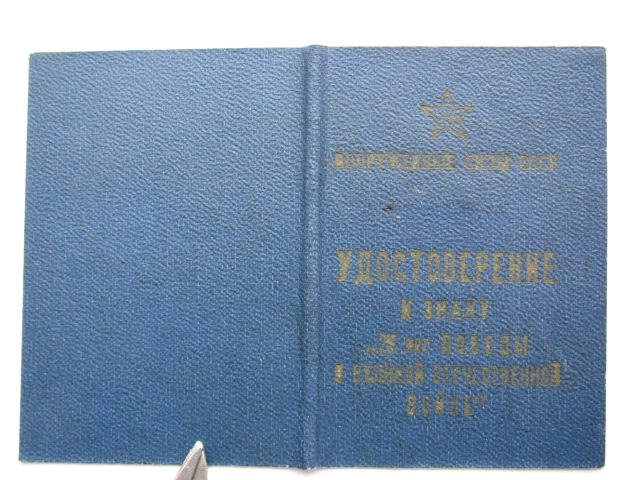 ВООРУЖЕННЫЕ СИЛЫ СССР
УДОСТОВЕРЕНИЕ
К ЗНАКУ
„25 лет ПОБЕДЫ
В ВЕЛИКОЙ ОТЕЧЕСТВЕННОЙ
ВОЙНЕ“